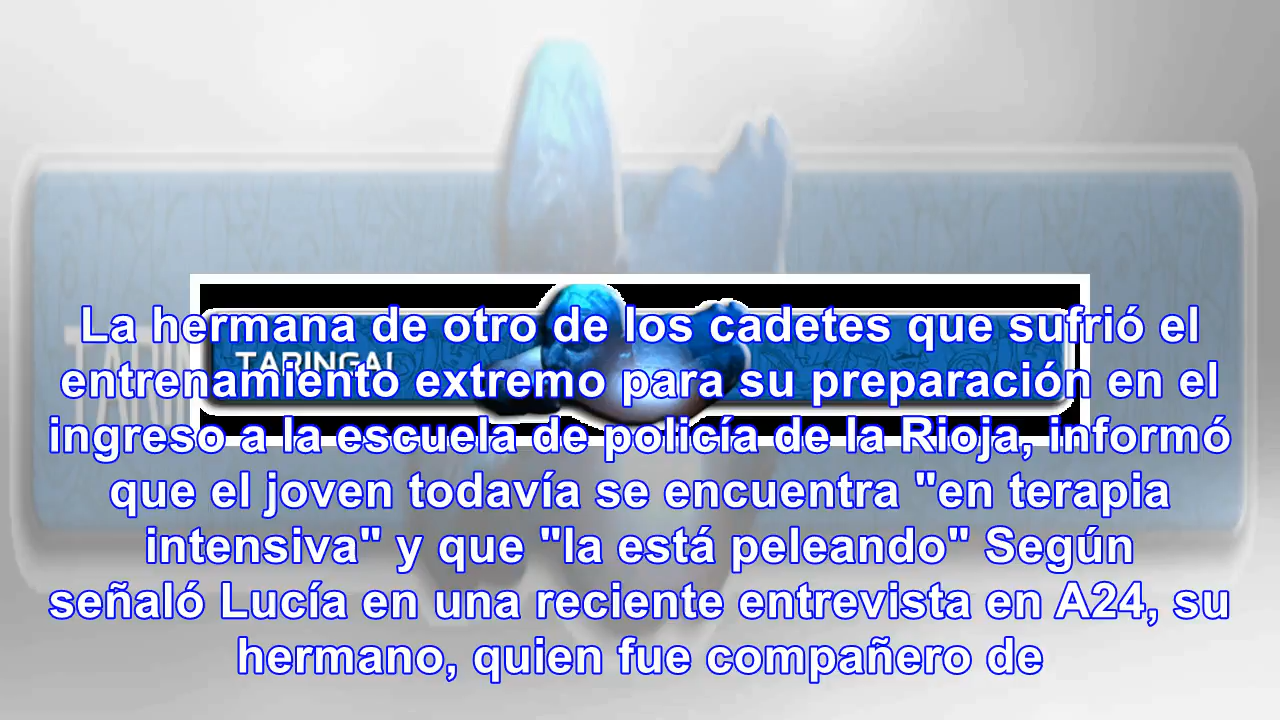 La hermana de otro de los cadetes que sufrió el
TARINGA!
entrenamiento extremo para su preparación en el
ingreso a la escuela de policía de la Rioja, informó
que el joven todavía se encuentra "en terapia
intensiva" y que "la está peleando" Según
señaló Lucía en una reciente entrevista en A24, su
hermano, quien fue compañero de